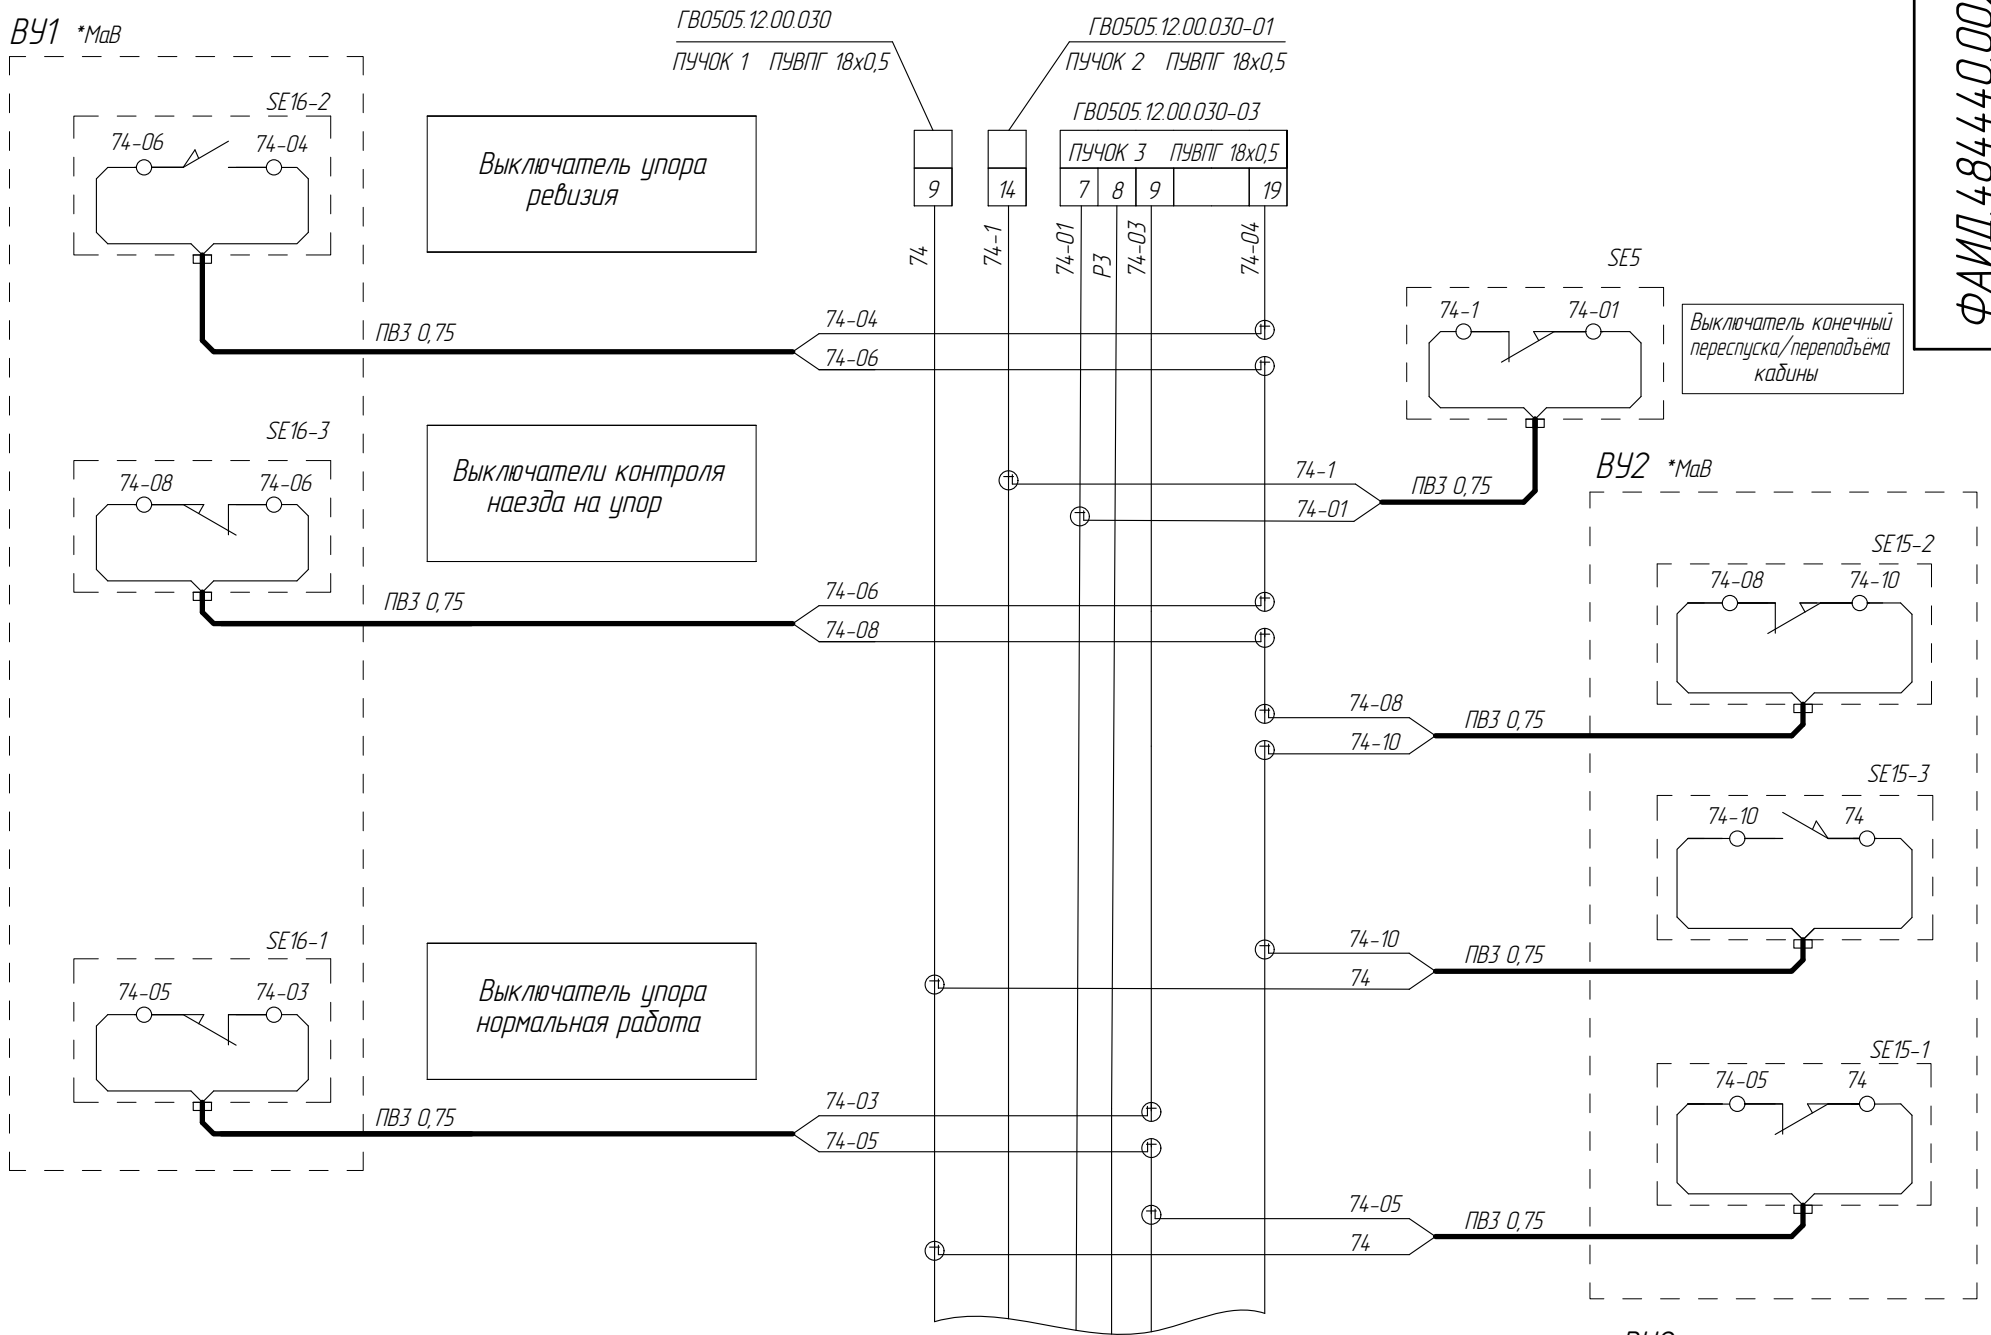 ВУ1 *МаВ
ГВ0505.12.00.030
ПУЧОК 1 ПУВПГ 18х0,5
ГВ0505.12.00.030-01
ПУЧОК 2 ПУВПГ 18х0,5
ГВ0505.12.00.030-03
ПУЧОК 3 ПУВПГ 18х0,5
9
14
7 8 9 19
74
74-1
74-01
Р3
74-03
74-04
SE16-2
74-06 74-04
Выключатель упора
ревизия
ПВ3 0,75
74-04
74-06
SE5
74-1 74-01
Выключатель конечный
переспуска/переподъёма
кабины
74-1
74-01
ПВ3 0,75
SE16-3
74-08 74-06
Выключатели контроля
наезда на упор
ПВ3 0,75
74-06
74-08
ВУ2 *МаВ
SE15-2
74-08 74-10
74-08
74-10
ПВ3 0,75
SE15-3
74-10 74
74-10
74
ПВ3 0,75
SE16-1
74-05 74-03
Выключатель упора
нормальная работа
ПВ3 0,75
74-03
74-05
SE15-1
74-05 74
74-05
74
ПВ3 0,75